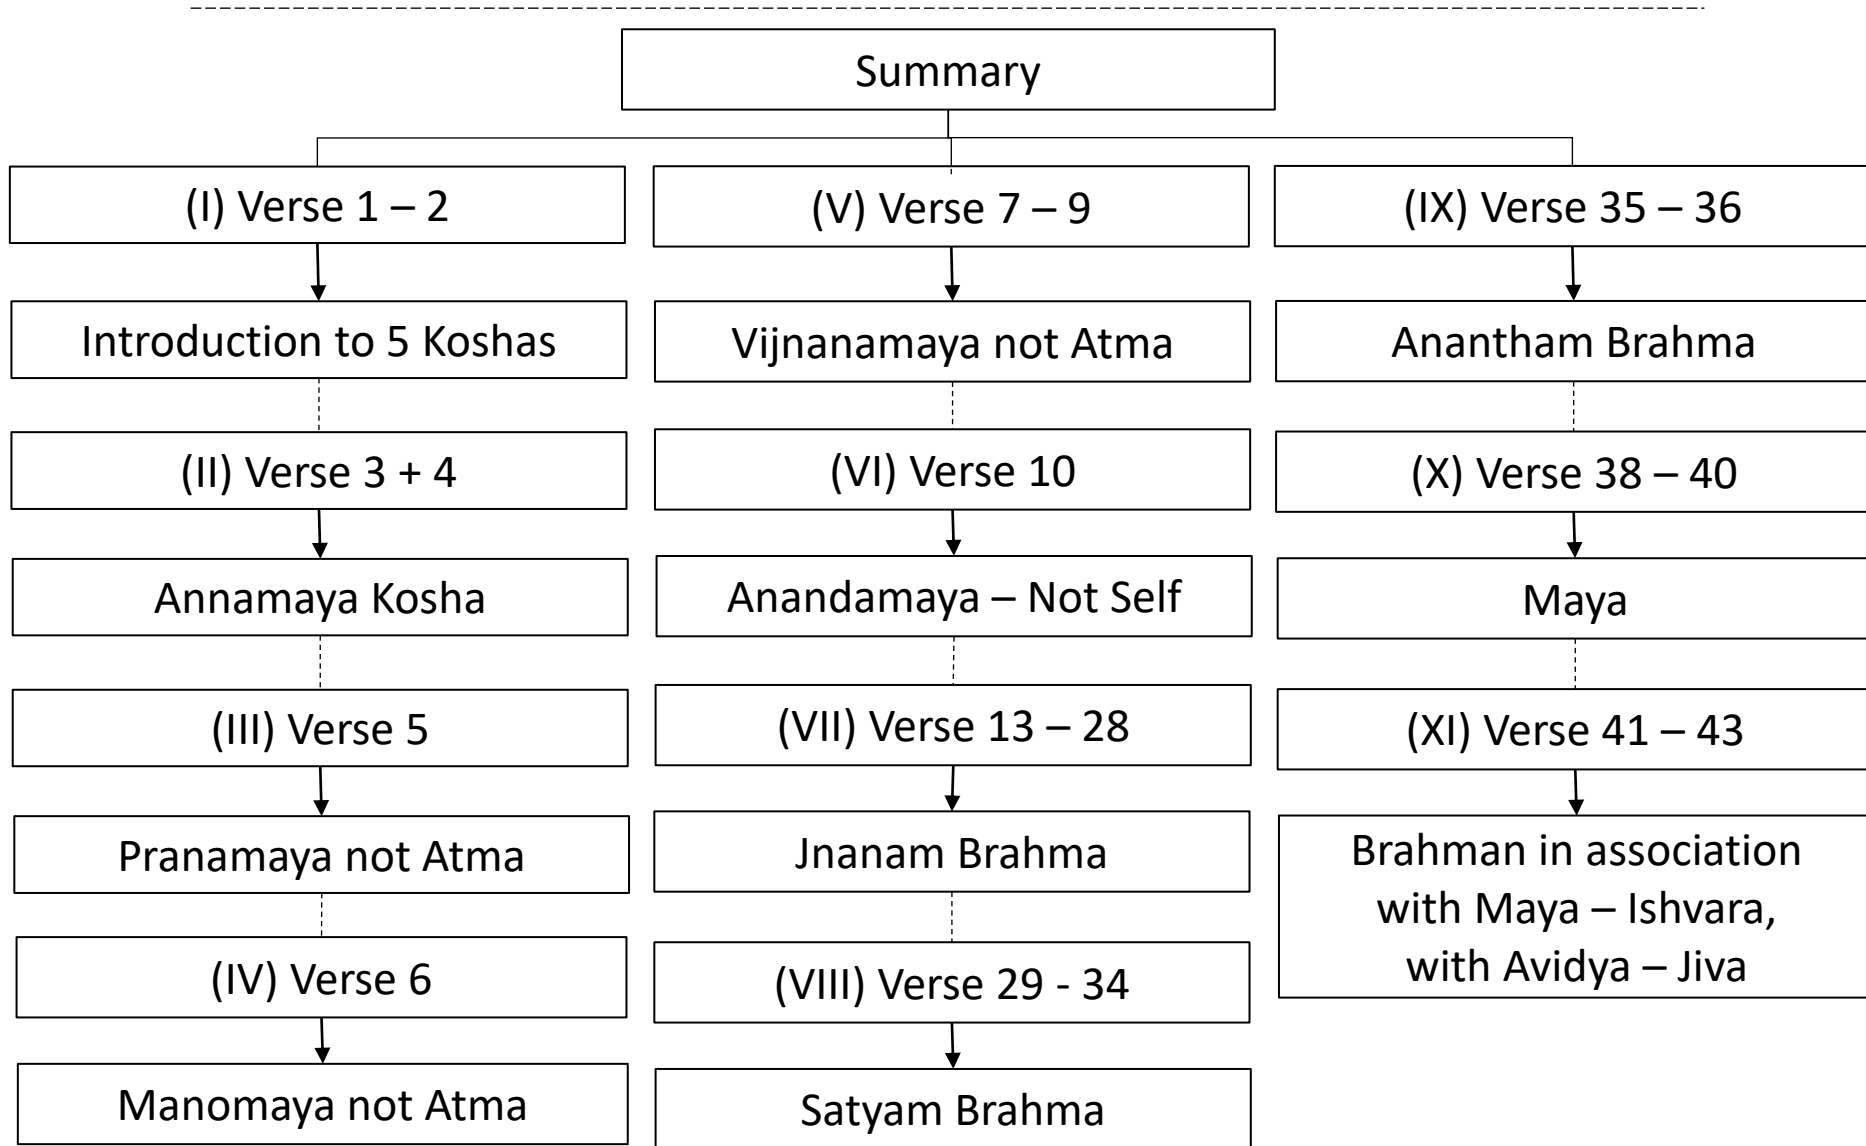 Summary
(I) Verse 1 – 2
Introduction to 5 Koshas
(II) Verse 3 + 4
Annamaya Kosha
(III) Verse 5
Pranamaya not Atma
(IV) Verse 6
Manomaya not Atma
(V) Verse 7 – 9
Vijnanamaya not Atma
(VI) Verse 10
Anandamaya – Not Self
(VII) Verse 13 – 28
Jnanam Brahma
(VIII) Verse 29 - 34
Satyam Brahma
(IX) Verse 35 – 36
Anantham Brahma
(X) Verse 38 – 40
Maya
(XI) Verse 41 – 43
Brahman in association
with Maya – Ishvara,
with Avidya – Jiva